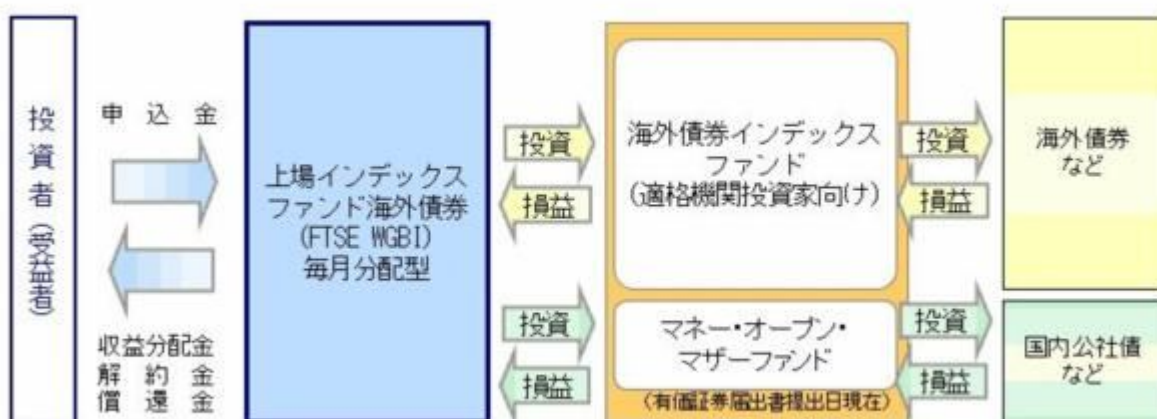 投資者(受益者)
申 込 金
収益分配金
解 約 金
償 還 金
上場インデックス
ファンド海外債券
(FTSE WGBI)
毎月分配型
投資
損益
投資
損益
海外債券インデックス
ファンド
(適格機関投資家向け)
マネー・オープン・
マザーファンド
(有価証券届出書提出日現在)
投資
損益
投資
損益
海外債券
など
国内公社債
など